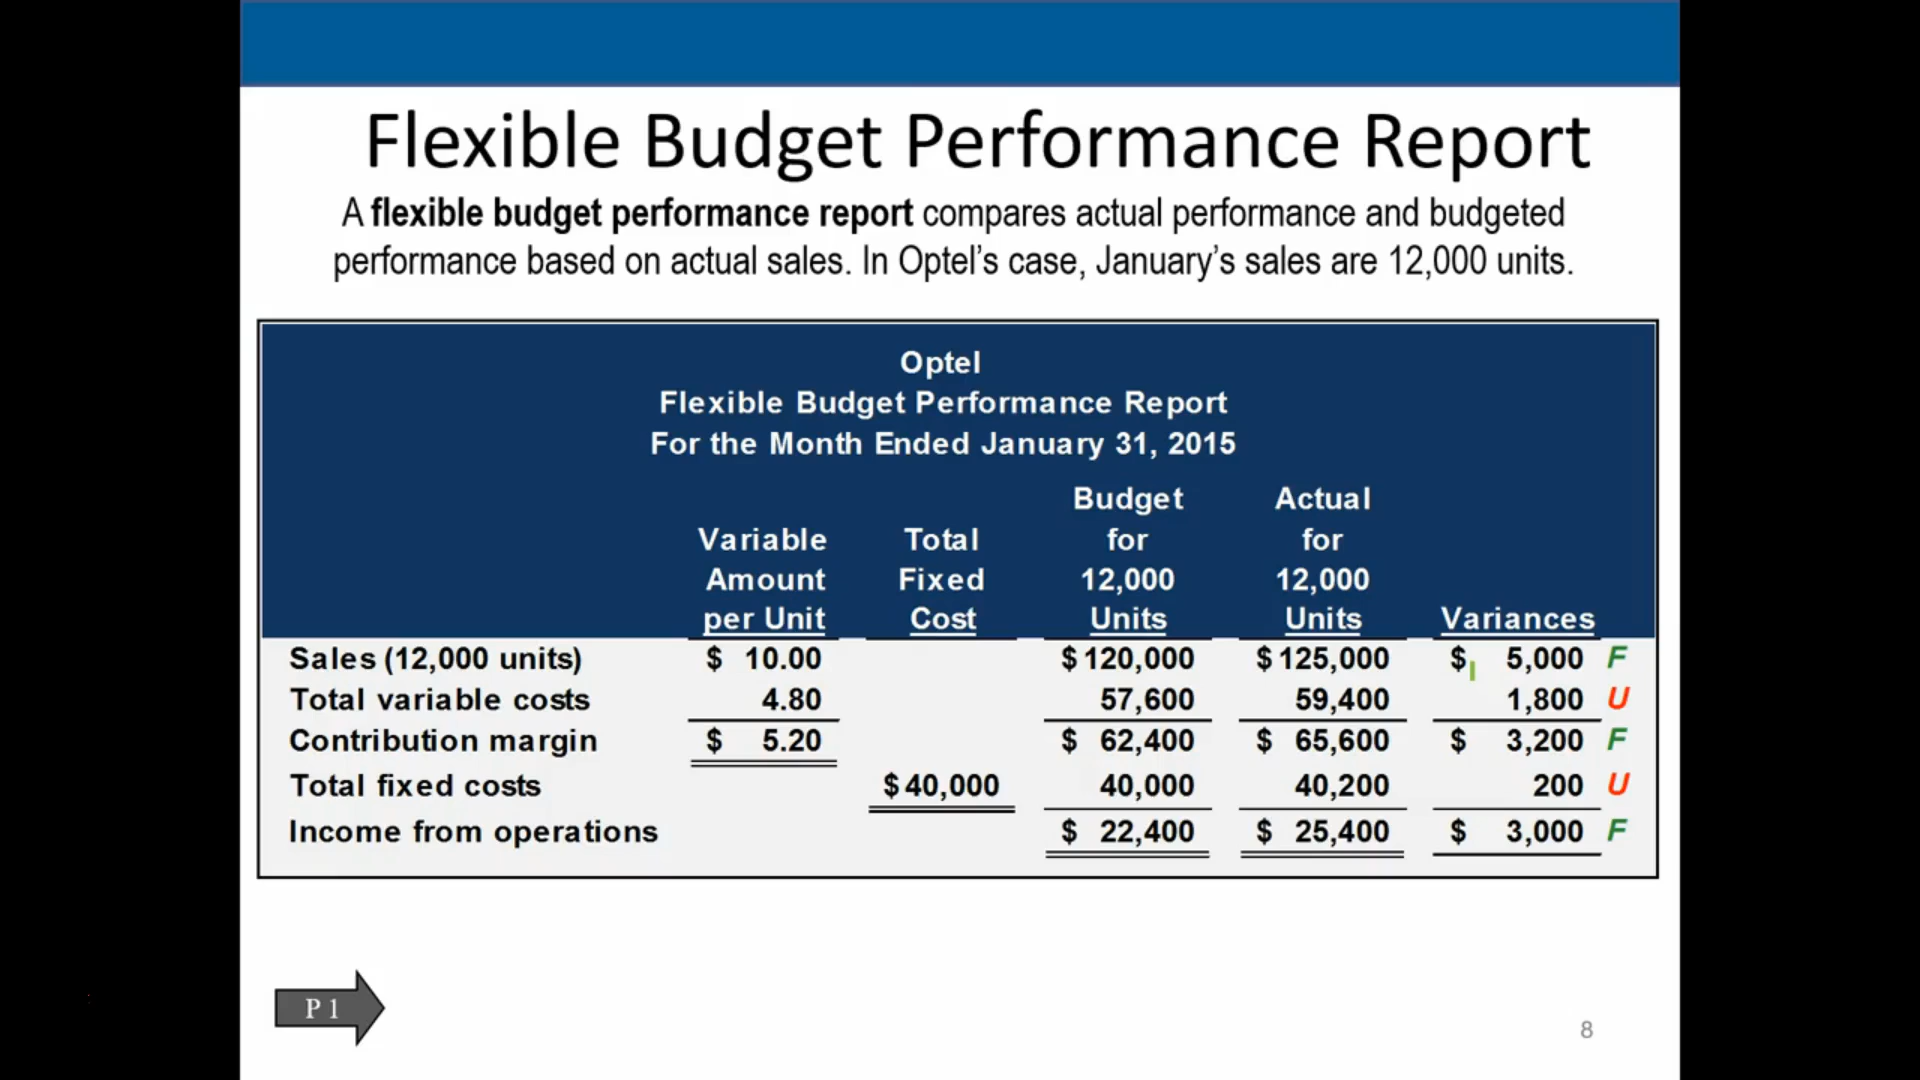 Flexible Budget Performance Report
A flexible budget performance report compares actual performance and budgeted
performance based on actual sales. In Optel’s case, January’s sales are 12,000 units.
Optel
Flexible Budget Performance Report
For the Month Ended January 31, 2015
Budget Actual
Variable Total for for
Amount Fixed 12,000 12,000
per Unit Cost Units Units Variances
Sales (12,000 units) $ 10.00 $ 120,000 $ 125,000 $ 5,000 F
Total variable costs 4.80 57,600 59,400 1,800 U
Contribution margin $ 5.20 $ 62,400 $ 65,600 $ 3,200 F
Total fixed costs $ 40,000 40,000 40,200 200 U
Income from operations $ 22,400 $ 25,400 $ 3,000 F
P 1
8